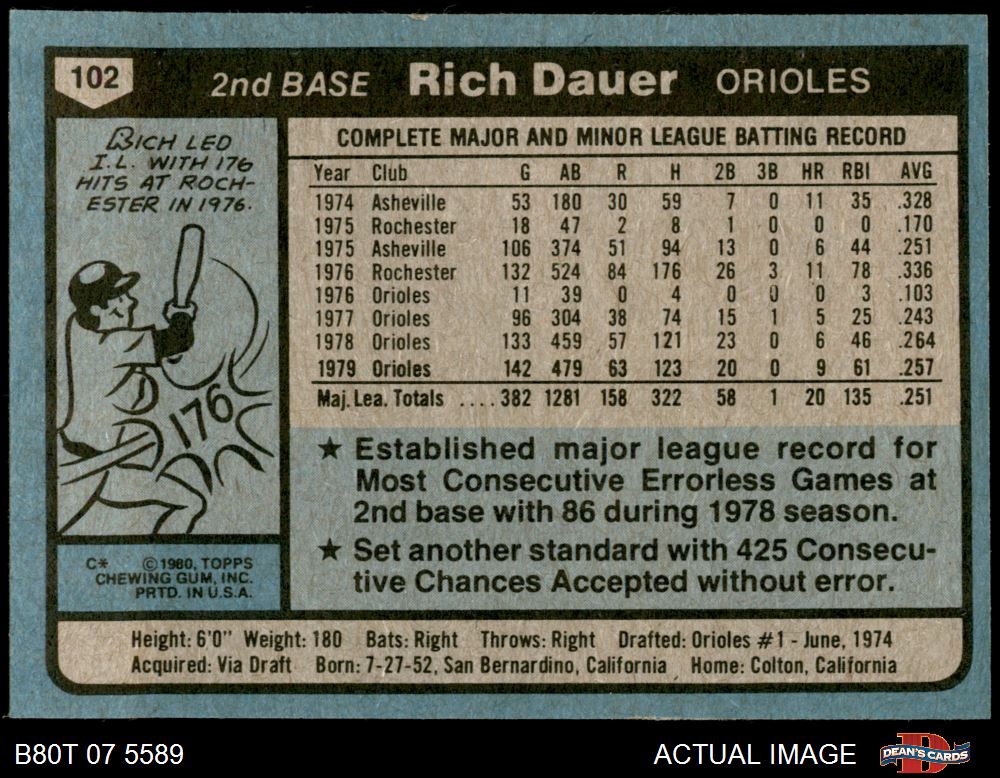 102 2nd BASE Rich Dauer ORIOLES
RICH LED
I.L. WITH 176
HITS AT ROCH-
ESTER IN 1976.
176
C* ©1980, TOPPS
CHEWING GUM, INC.
PRTD. IN U.S.A.
COMPLETE MAJOR AND MINOR LEAGUE BATTING RECORD
Year Club G AB R H 2B 3B HR RBI AVG
1974 Asheville 53 180 30 59 7 0 11 35 .328
1975 Rochester 18 47 2 8 1 0 0 0 .170
1975 Asheville 106 374 51 94 13 0 6 44 .251
1976 Rochester 132 524 84 176 26 3 11 78 .336
1976 Orioles 11 39 0 4 0 0 0 3 .103
1977 Orioles 96 304 38 74 15 1 5 25 .243
1978 Orioles 133 459 57 121 23 0 6 46 .264
1979 Orioles 142 479 63 123 20 0 9 61 .257
Maj. Lea. Totals ....382 1281 158 322 58 1 20 135 .251
★ Established major league record for
Most Consecutive Errorless Games at
2nd base with 86 during 1978 season.
★ Set another standard with 425 Consecu-
tive Chances Accepted without error.
Height: 6'0" Weight: 180 Bats: Right Throws: Right Drafted: Orioles #1 - June, 1974
Acquired: Via Draft Born: 7-27-52, San Bernardino, California Home: Colton, California
B80T 07 5589 ACTUAL IMAGE DEAN'S CARDS